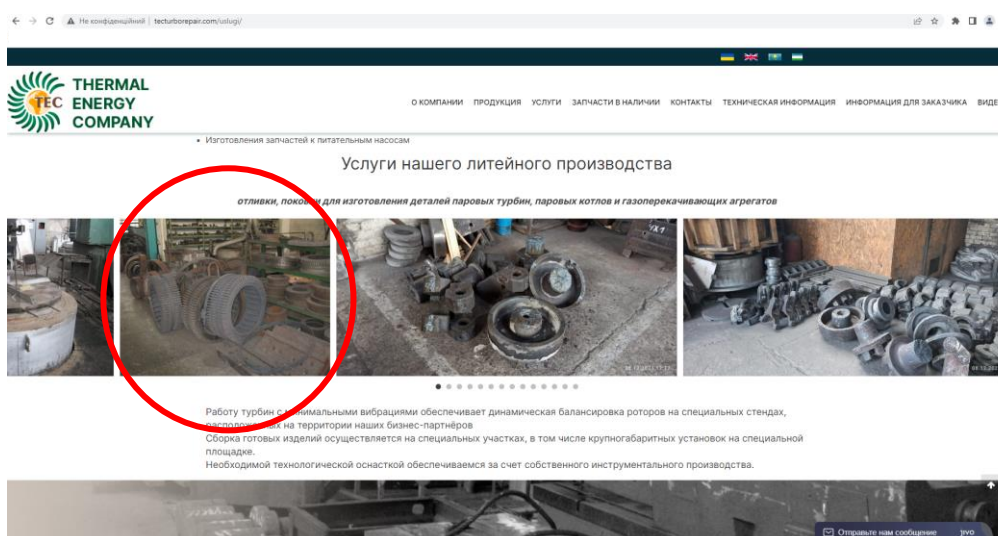 Не конфіденційний | tecturborepair.com/uslugi/
THERMAL
TEC ENERGY
COMPANY
О КОМПАНИИ ПРОДУКЦИЯ УСЛУГИ ЗАПЧАСТИ В НАЛИЧИИ КОНТАКТЫ ТЕХНИЧЕСКАЯ ИНФОРМАЦИЯ ИНФОРМАЦИЯ ДЛЯ ЗАКАЗЧИКА ВИДЕ
• Изготовления запчастей к питательным насосам
Услуги нашего литейного производства
отливки, поковки для изготовления деталей паровых турбин, паровых котлов и газоперекачивающих агрегатов
УХ1
Работу турбин с минимальными вибрациями обеспечивает динамическая балансировка роторов на специальных стендах,
расположенных на территории наших бизнес-партнёров
Сборка готовых изделий осуществляется на специальных участках, в том числе крупногабаритных установок на специальной
площадке.
Необходимой технологической оснасткой обеспечиваемся за счет собственного инструментального производства.
Отправьте нам сообщение jivo